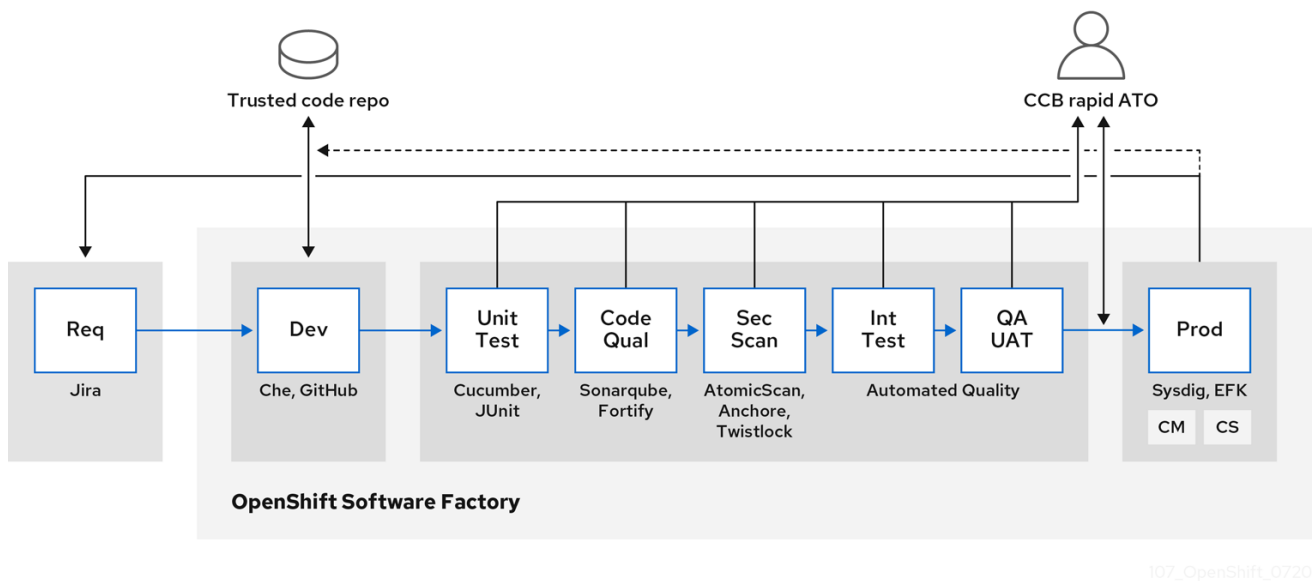 Trusted code repo
CCB rapid ATO
Req
Jira
Dev
Che, GitHub
Unit
Test
Cucumber,
JUnit
Code
Qual
Sonarqube,
Fortify
Sec
Scan
AtomicScan,
Anchore,
Twistlock
Int
Test
QA
UAT
Automated Quality
Prod
Sysdig, EFK
CM
CS
OpenShift Software Factory
107_OpenShift_0720